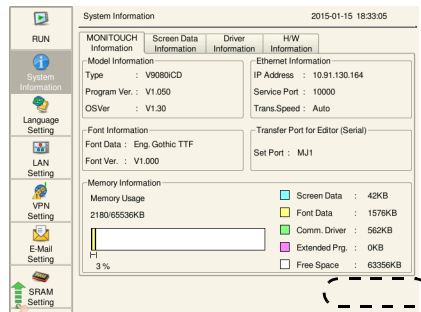 System Information
2015-01-15 18:33:05
RUN
System Information
Language Setting
LAN Setting
VPN Setting
E-Mail Setting
SRAM Setting
MONITOUCH Information
Screen Data Information
Driver Information
H/W Information
Model Information
Type : V9080iCD
Program Ver. : V1.050
OSVer : V1.30
Ethernet Information
IP Address : 10.91.130.164
Service Port : 10000
Trans.Speed : Auto
Font Information
Font Data : Eng. Gothic TTF
Font Ver. : V1.000
Transfer Port for Editor (Serial)
Set Port : MJ1
Memory Information
Memory Usage
2180/65536KB
3 %
Screen Data : 42KB
Font Data : 1576KB
Comm. Driver : 562KB
Extended Prg. : 0KB
Free Space : 63356KB